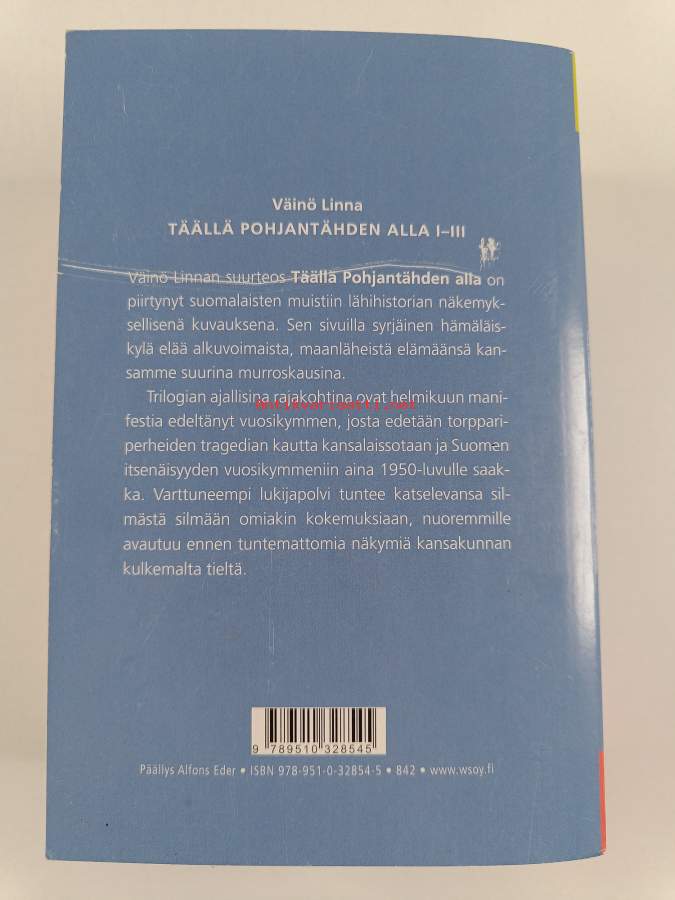 Väinö Linna
TÄÄLLÄ POHJANTÄHDEN ALLA I–III
Väinö Linnan suurteos Täällä Pohjantähden alla on
piirtynyt suomalaisten muistiin lähihistorian näkemyk-
sellisenä kuvauksena. Sen sivuilla syrjäinen hämäläis-
kylä elää alkuvoimaista, maanläheistä elämäänsä kan-
samme suurina murroskausina.
Trilogian ajallisina rajakohtina ovat helmikuun mani-
Antikvariaatti.net
festia edeltänyt vuosikymmen, josta edetään torppari-
perheiden tragedian kautta kansalaissotaan ja Suomen
itsenäisyyden vuosikymmeniin aina 1950-luvulle saak-
ka. Varttuneempi lukijapolvi tuntee katselevansa sil-
mästä silmään omiakin kokemuksiaan, nuoremmille
avautuu ennen tuntemattomia näkymiä kansakunnan
kulkemalta tieltä.
9 789510 328545
Päällys Alfons Eder • ISBN 978-951-0-32854-5 • 842 • www.wsoy.fi